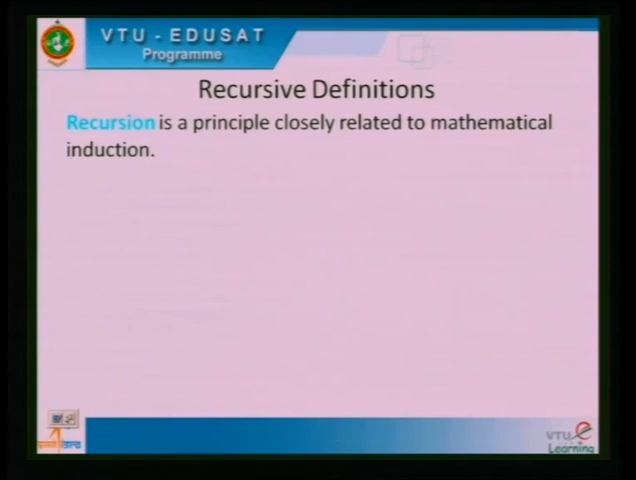 VTU - EDUSAT
Programme
Recursive Definitions
Recursion is a principle closely related to mathematical
induction.
VTU
Learning